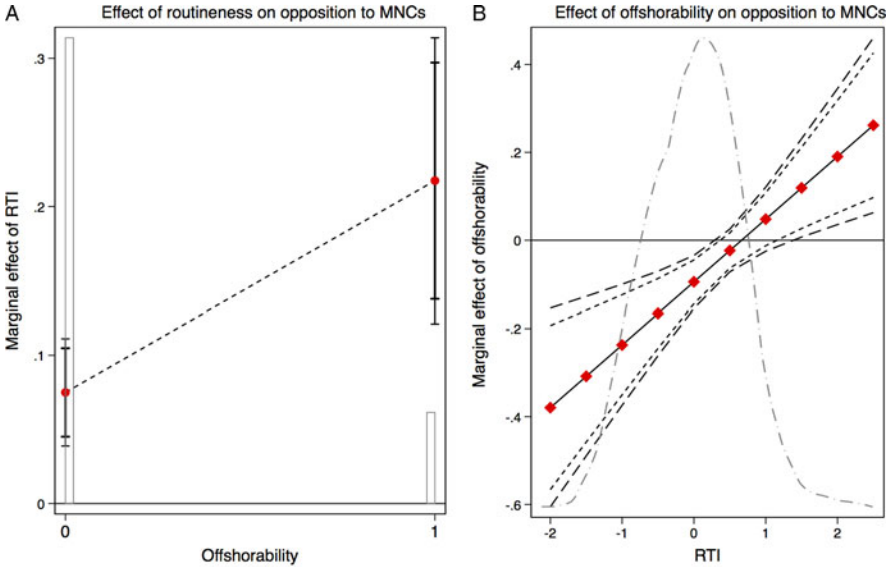 A
Effect of routineness on opposition to MNCs
Marginal effect of RTI
.3
.2
.1
0
0
1
Offshorability
B
Effect of offshorability on opposition to MNCs
Marginal effect of offshorability
.4
.2
0
-.2
-.4
-.6
-2
-1
0
1
2
RTI